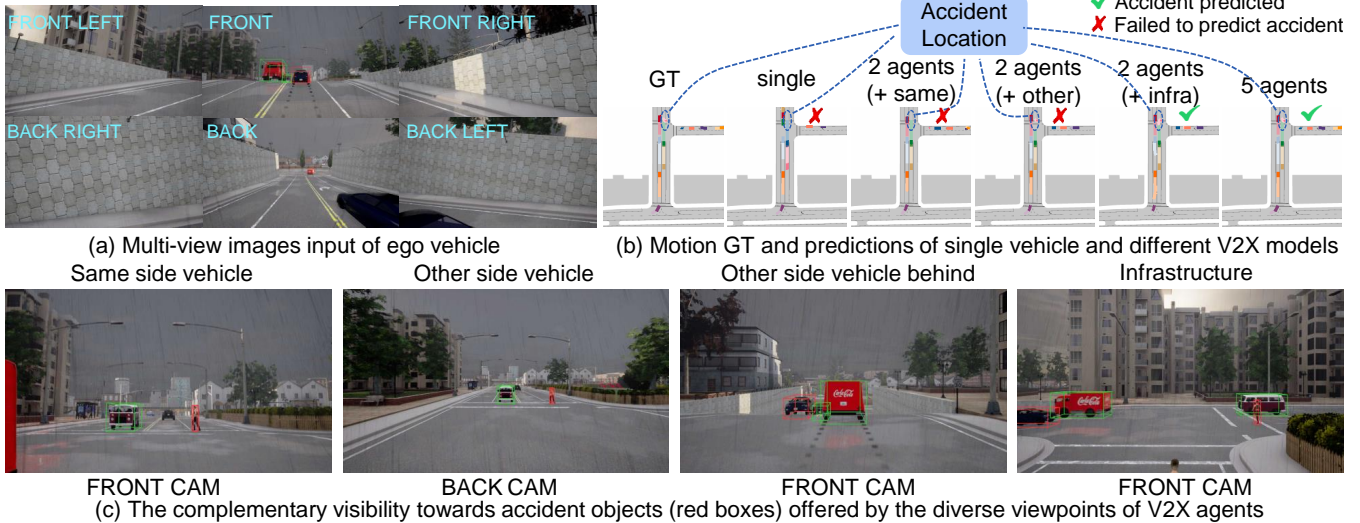 FRONT LEFT
FRONT
FRONT RIGHT
BACK RIGHT
BACK
BACK LEFT
(a) Multi-view images input of ego vehicle
Accident
Location
Accident predicted
Failed to predict accident
GT
single
2 agents
(+ same)
2 agents
(+ other)
2 agents
(+ infra)
5 agents
(b) Motion GT and predictions of single vehicle and different V2X models
Same side vehicle
Other side vehicle
Other side vehicle behind
Infrastructure
Coca-Cola
Coca-Cola
FRONT CAM
BACK CAM
FRONT CAM
FRONT CAM
(c) The complementary visibility towards accident objects (red boxes) offered by the diverse viewpoints of V2X agents